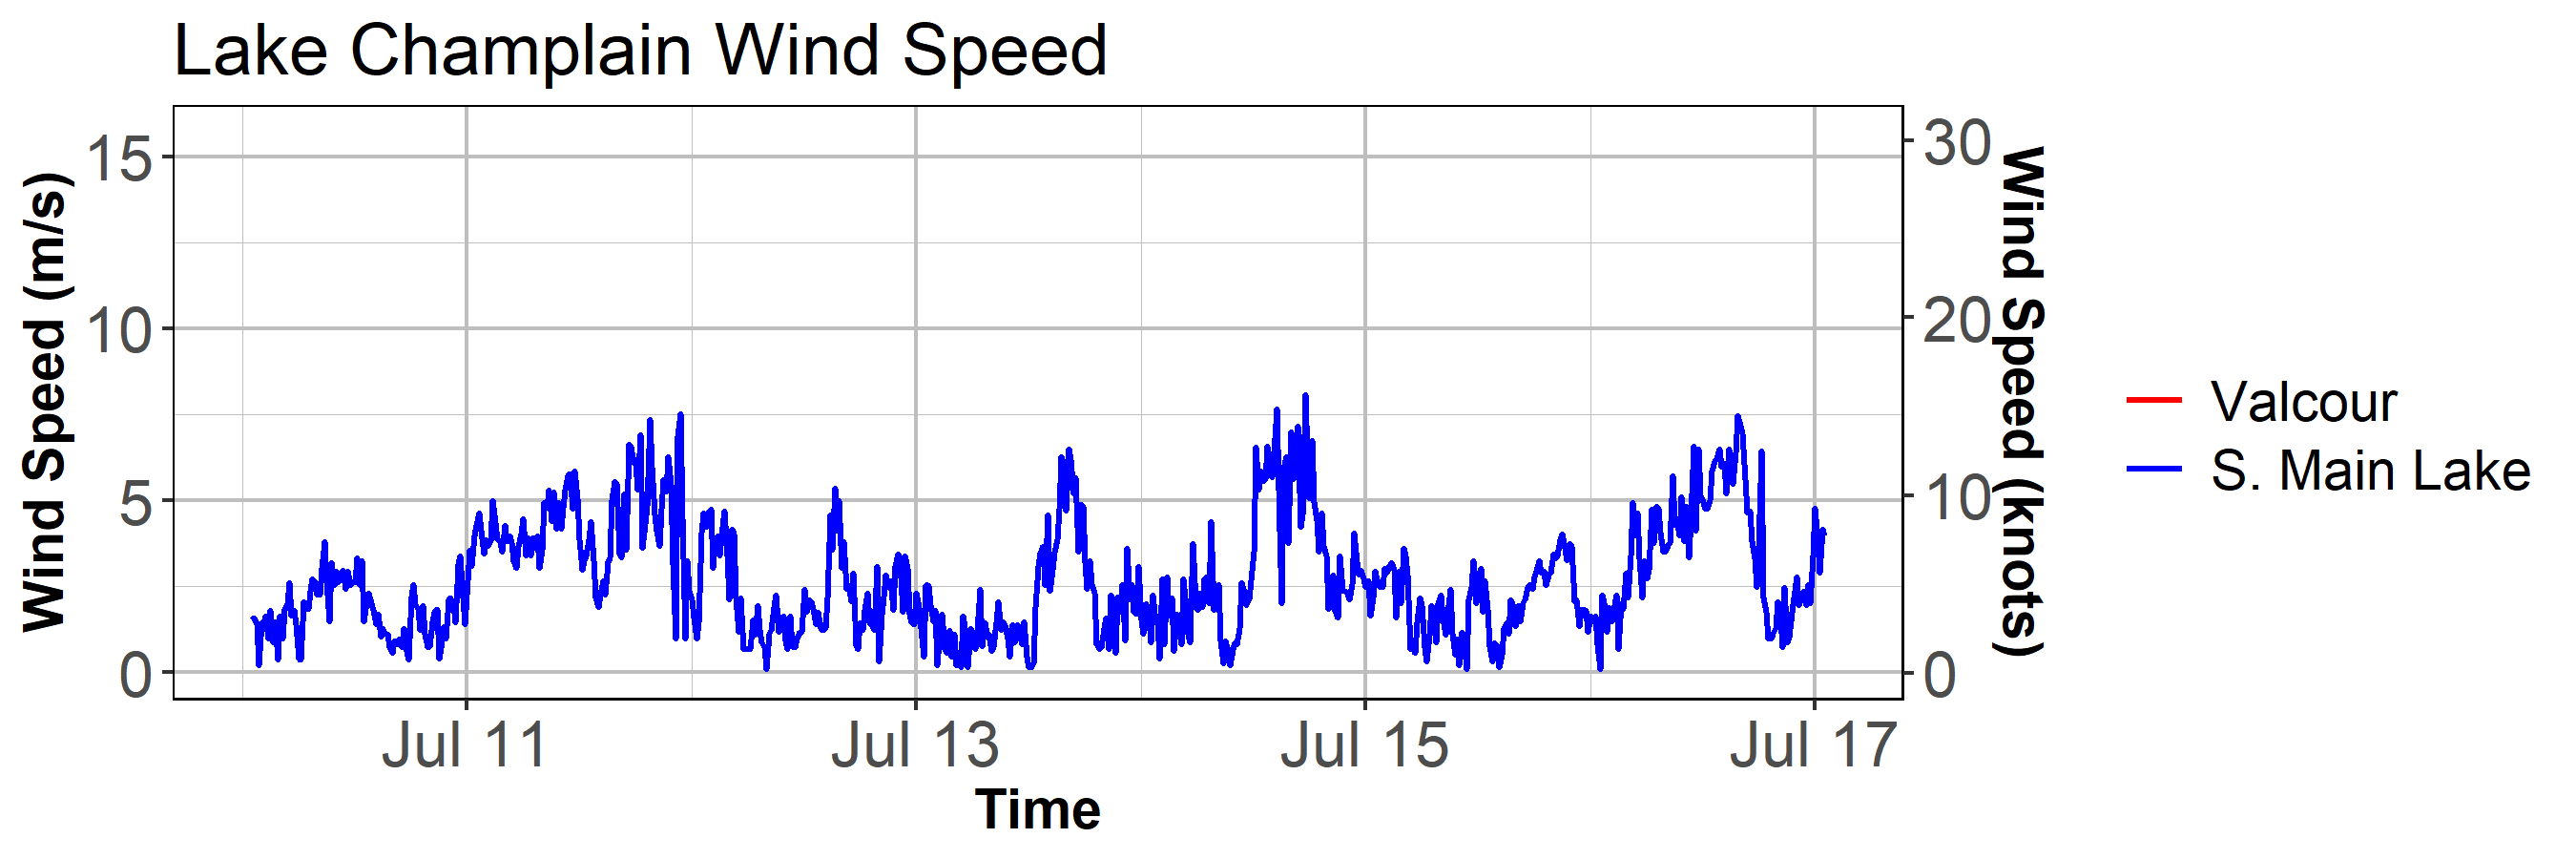 Lake Champlain Wind Speed
Wind Speed (m/s)
15
10
5
0
30
20
10
0
Wind Speed (knots)
Jul 11
Jul 13
Jul 15
Jul 17
Time
Valcour
S. Main Lake